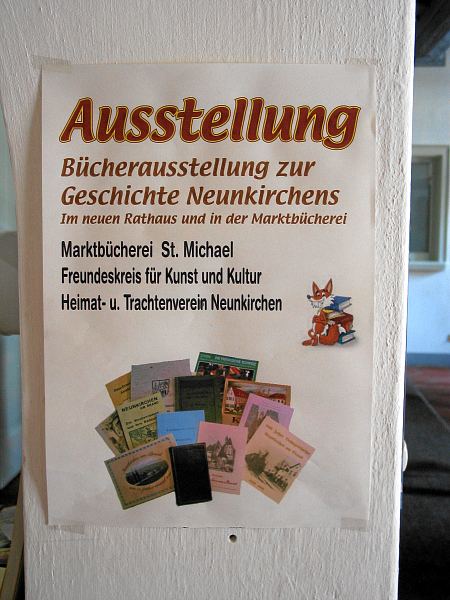 Ausstellung
Bücherausstellung zur
Geschichte Neunkirchens
Im neuen Rathaus und in der Marktbücherei
Marktbücherei St. Michael
Freundeskreis für Kunst und Kultur
Heimat- u. Trachtenverein Neunkirchen
NEUNKIRCHEN